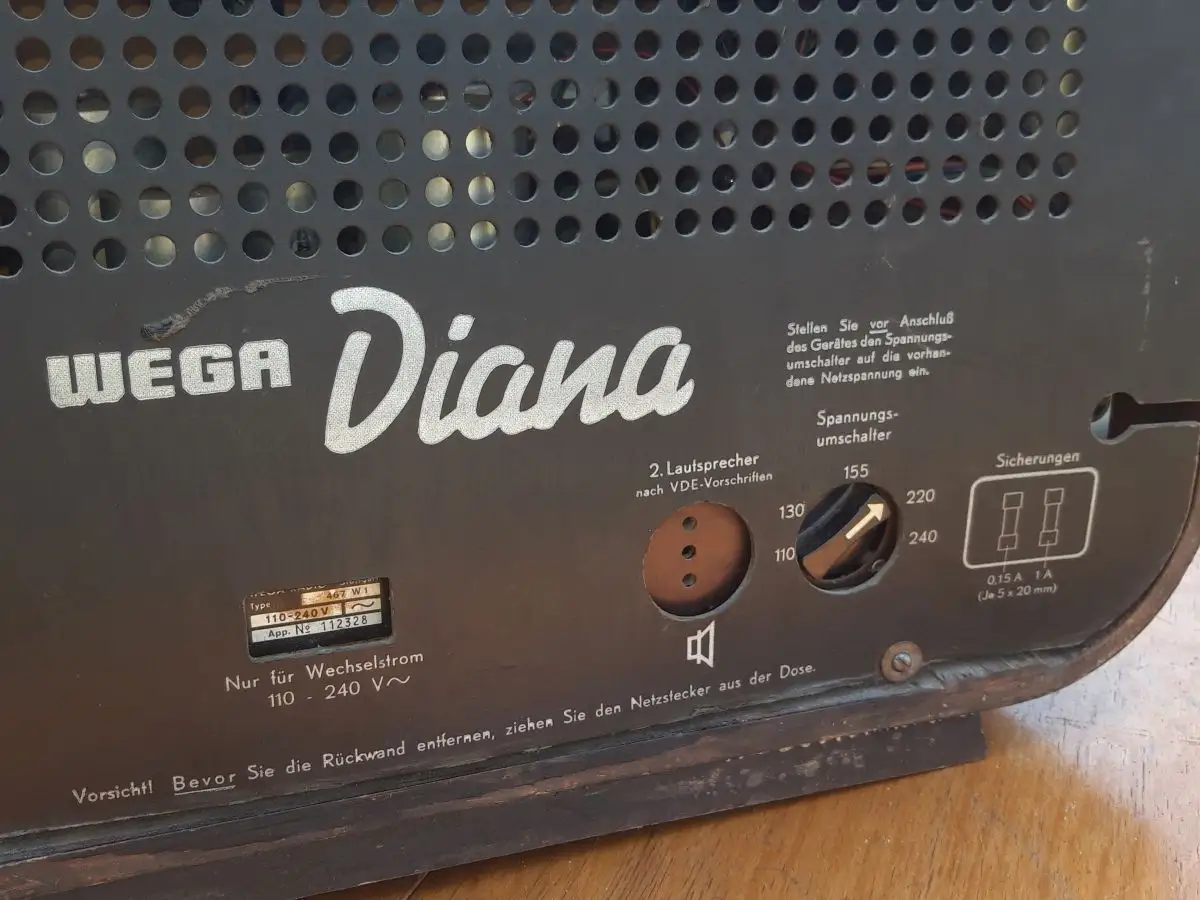 WEGA Diana
Stellen Sie vor Anschluß
des Gerätes den Spannungs-
umschalter auf die vorhan-
dene Netzspannung ein.
Spannungs-
umschalter
155
130
220
110
240
2. Lautsprecher
nach VDE-Vorschriften
Sicherungen
0,15 A 1 A
(Je 5 x 20 mm)
Type 467 W1
110-240 V ~
App. № 112328
Nur für Wechselstrom
110 - 240 V~
Vorsicht! Bevor Sie die Rückwand entfernen, ziehen Sie den Netzstecker aus der Dose.